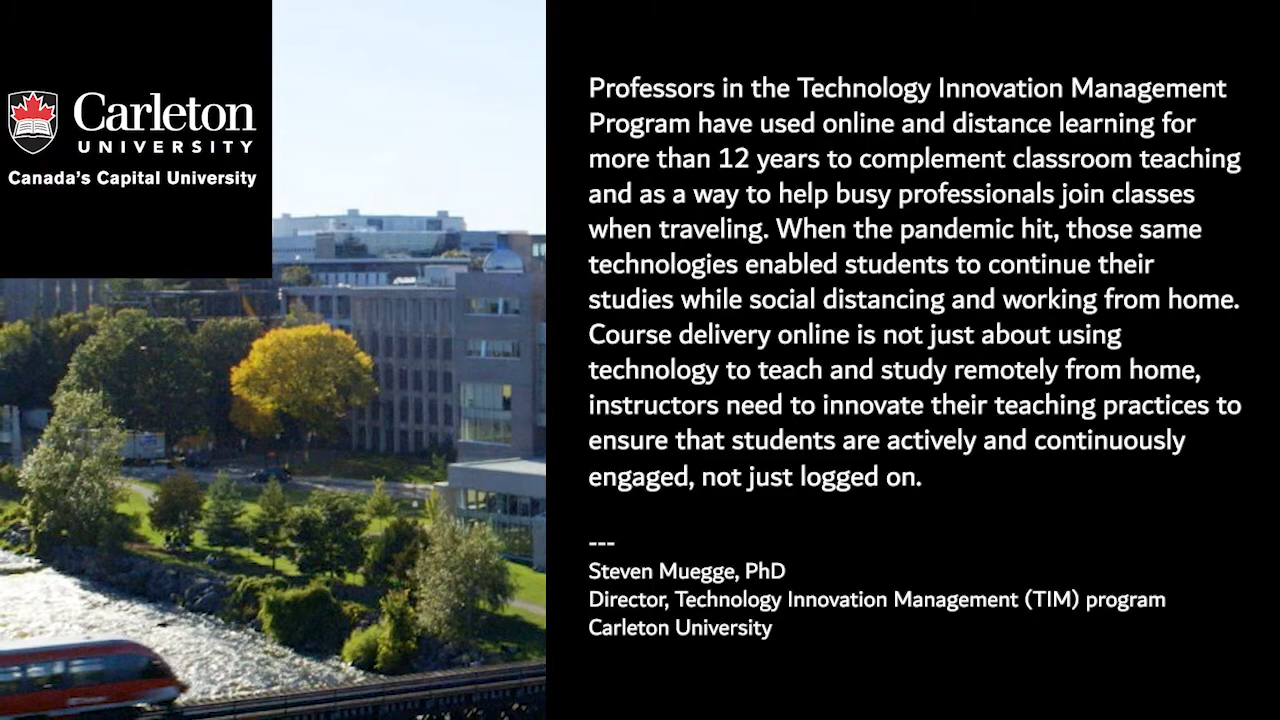 Carleton
UNIVERSITY
Canada's Capital University
Professors in the Technology Innovation Management
Program have used online and distance learning for
more than 12 years to complement classroom teaching
and as a way to help busy professionals join classes
when traveling. When the pandemic hit, those same
technologies enabled students to continue their
studies while social distancing and working from home.
Course delivery online is not just about using
technology to teach and study remotely from home,
instructors need to innovate their teaching practices to
ensure that students are actively and continuously
engaged, not just logged on.
---
Steven Muegge, PhD
Director, Technology Innovation Management (TIM) program
Carleton University